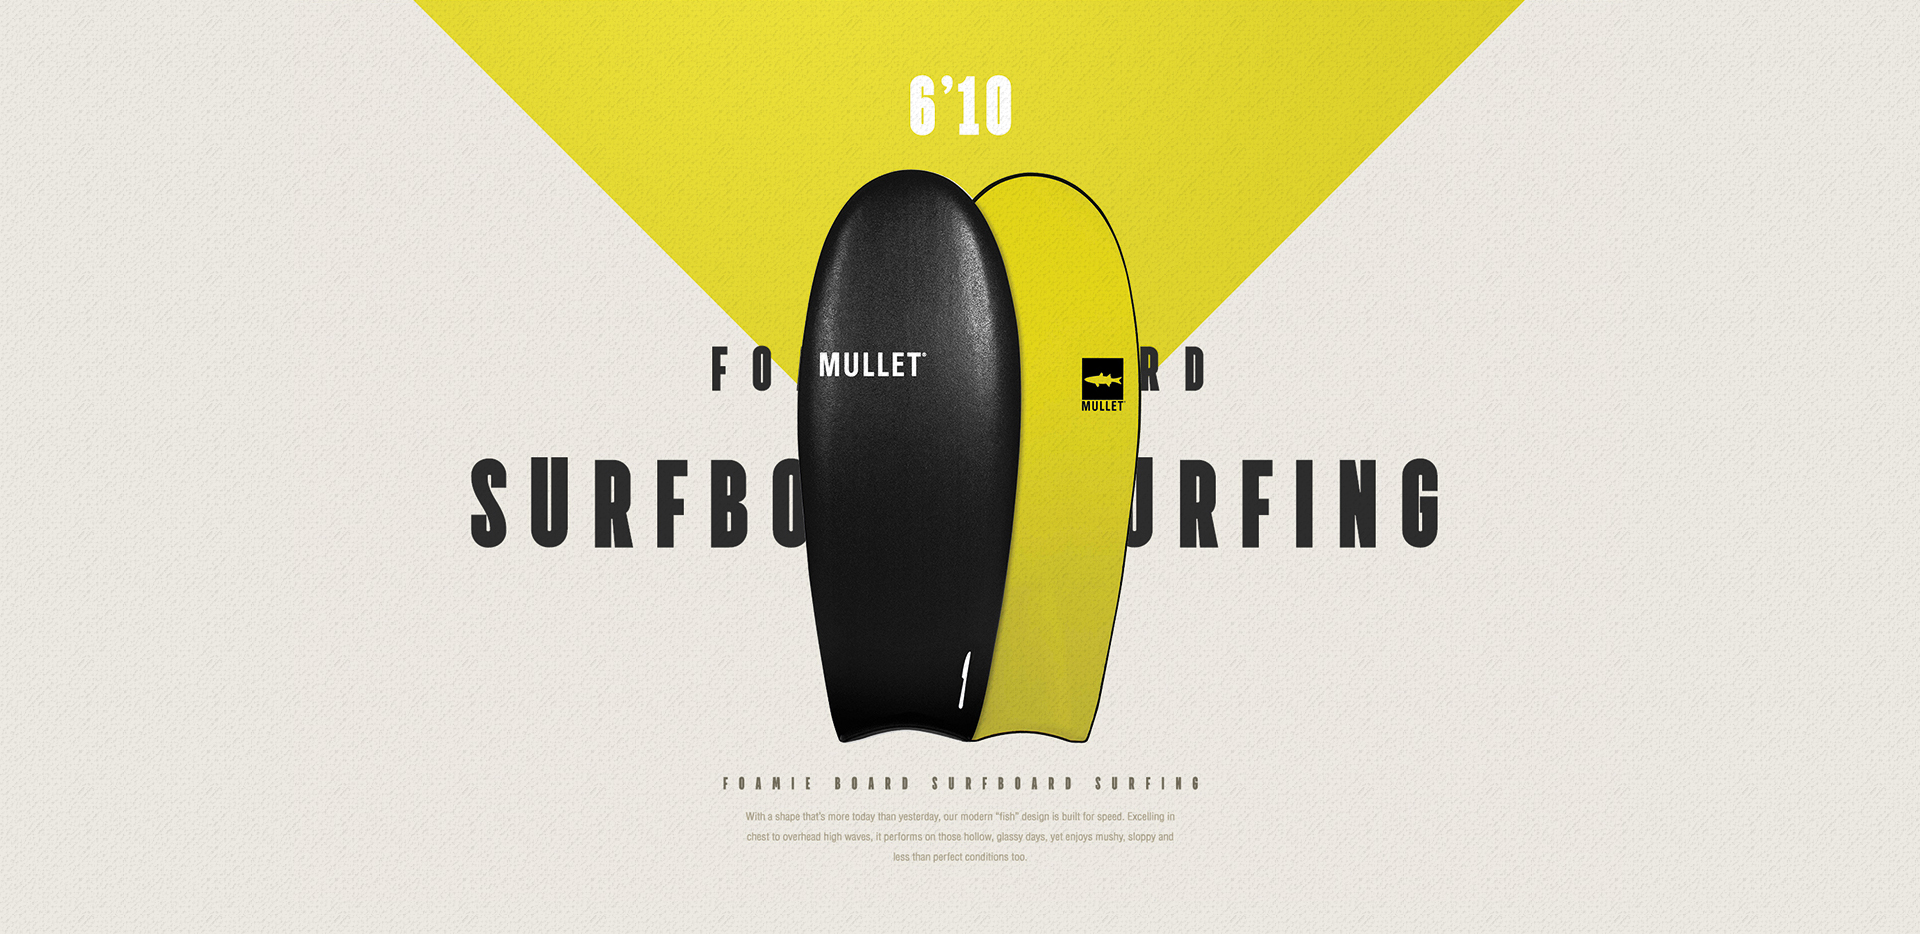 6’10
FO RD
MULLET®
MULLET
SURFBO URFING
FOAMIE BOARD SURFBOARD SURFING
With a shape that's more today than yesterday, our modern “fish” design is built for speed. Excelling in
chest to overhead high waves, it performs on those hollow, glassy days, yet enjoys mushy, sloppy and
less than perfect conditions too.